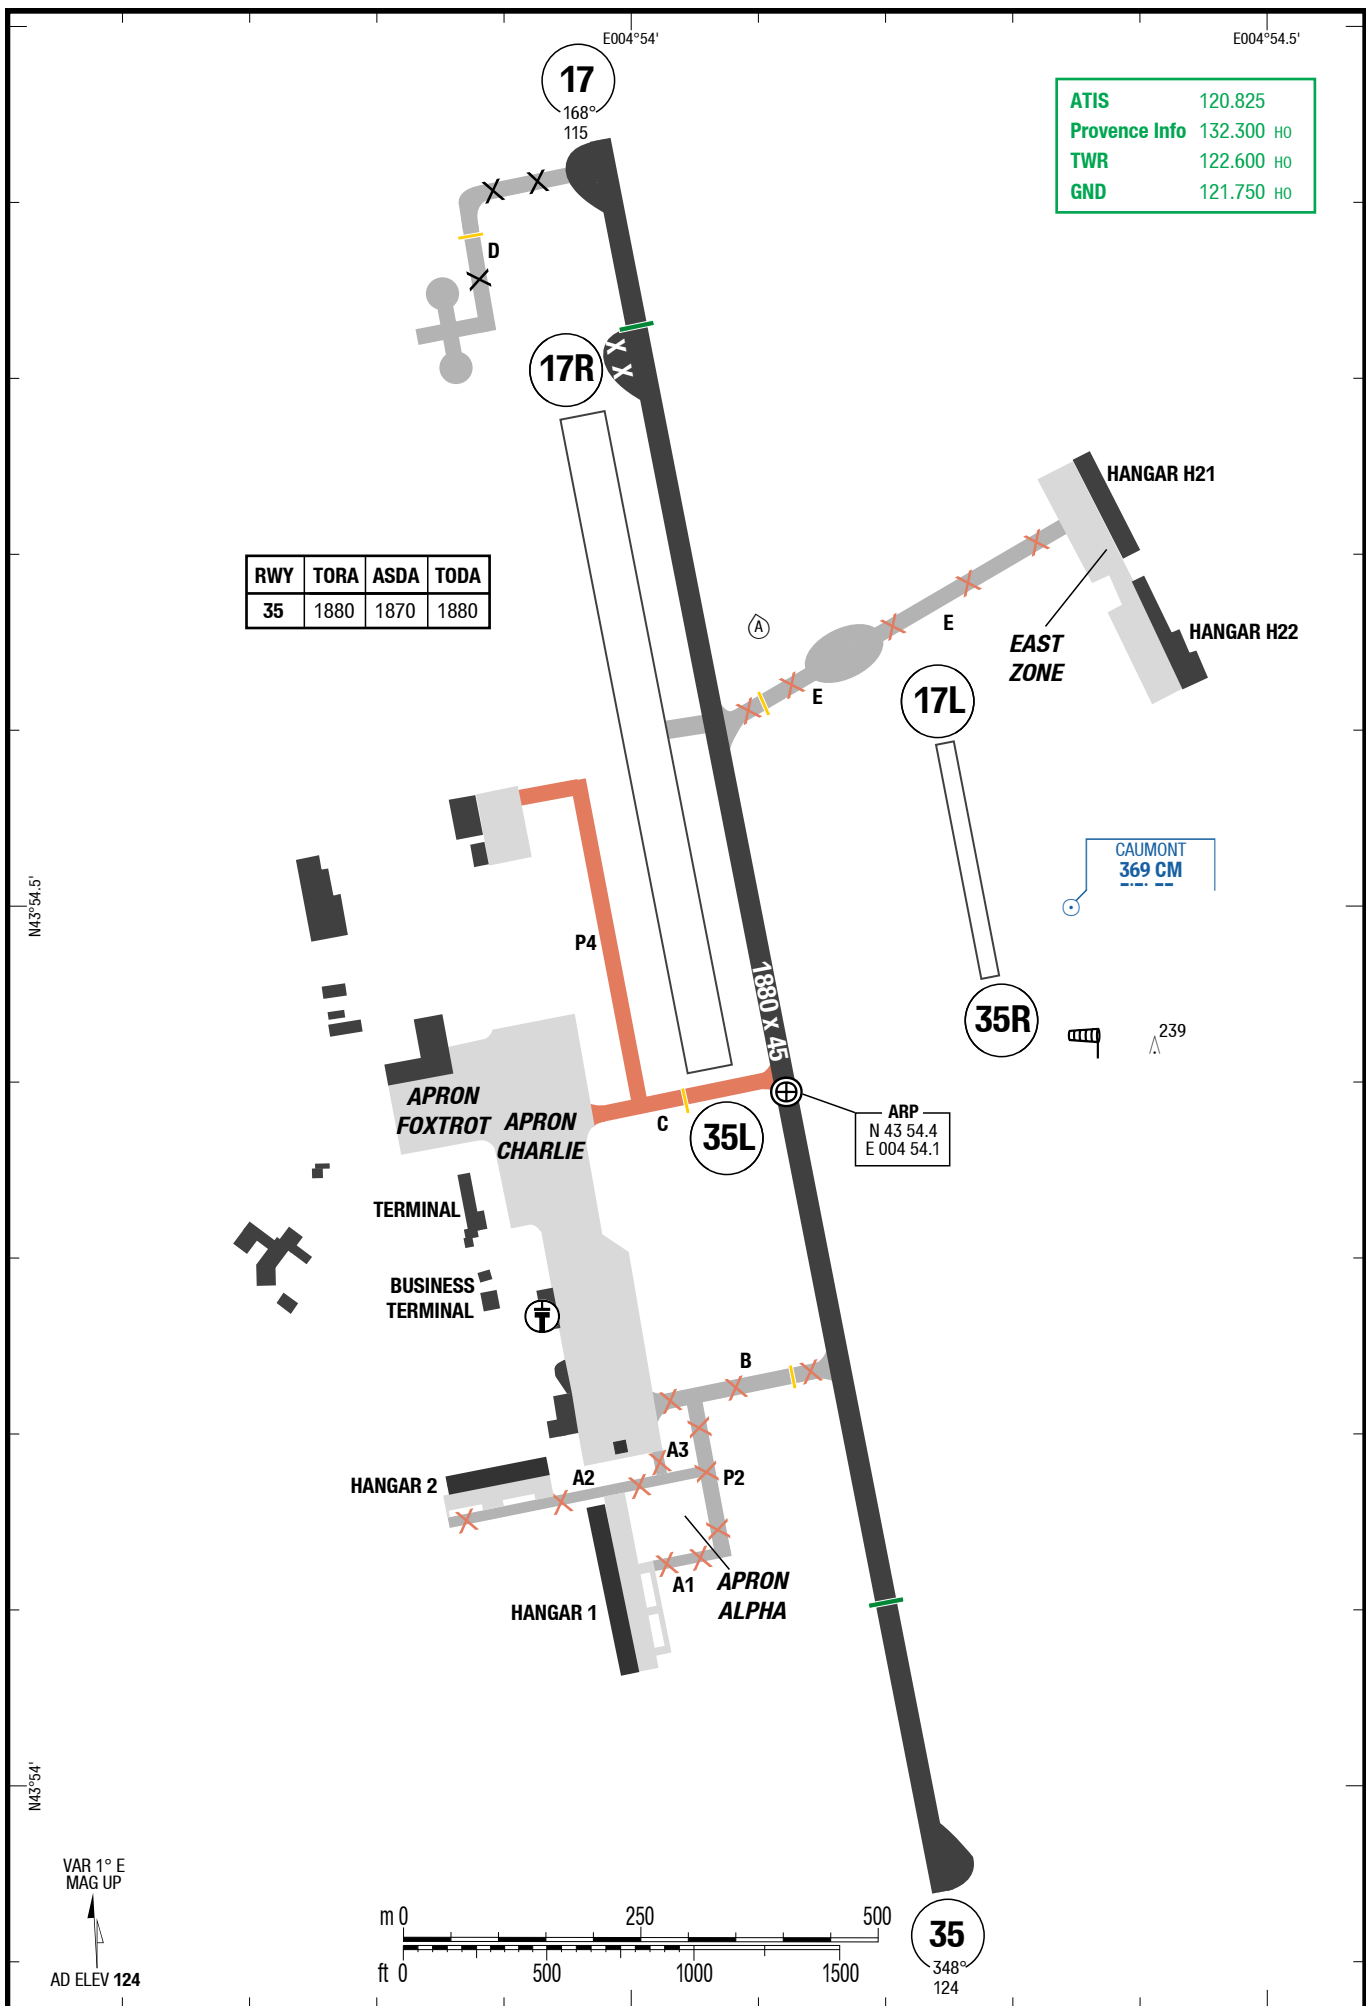 E004°54'
E004°54.5'
17
168°
115
ATIS 120.825
Provence Info 132.300 HO
TWR 122.600 HO
GND 121.750 HO
D
17R
X X
HANGAR H21
RWY TORA ASDA TODA
35 1880 1870 1880
A
E
HANGAR H22
EAST
ZONE
E
17L
CAUMONT
369 CM
N43°54.5'
P4
1880 x 45
35R
239
APRON
FOXTROT
APRON
CHARLIE
C
35L
ARP
N 43 54.4
E 004 54.1
TERMINAL
BUSINESS
TERMINAL
B
A3
HANGAR 2
A2
P2
A1
APRON
ALPHA
HANGAR 1
N43°54'
VAR 1° E
MAG UP
AD ELEV 124
m 0 250 500
ft 0 500 1000 1500
35
348°
124